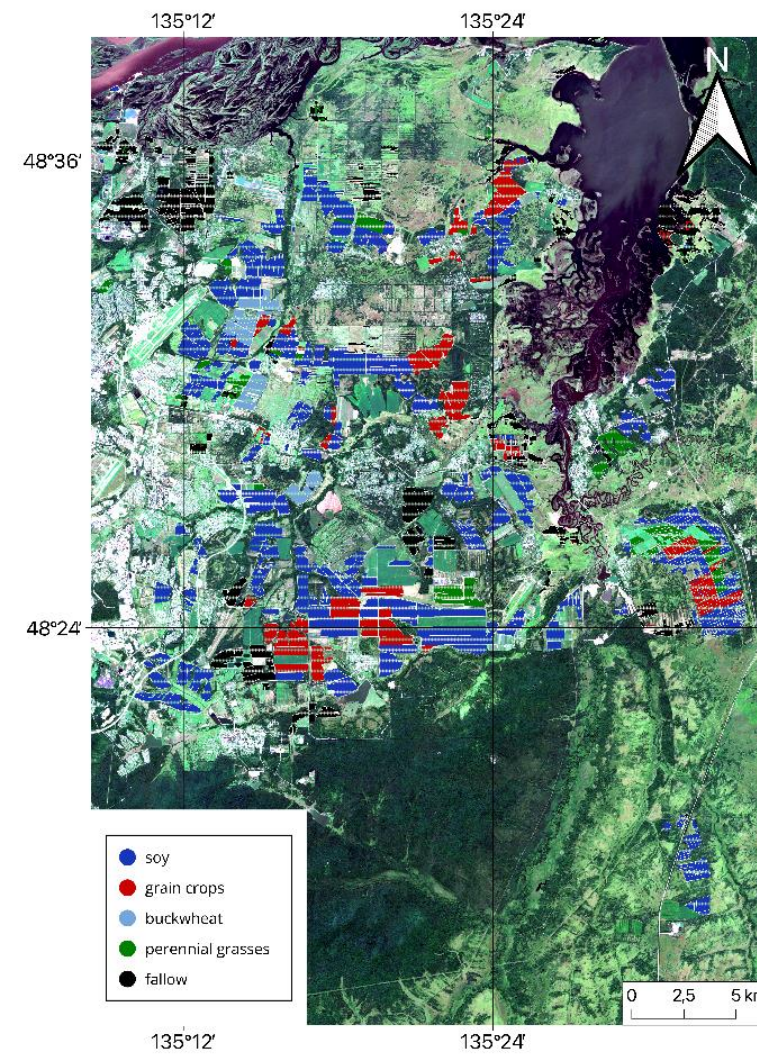 135°12′
135°24′
N
48°36′
48°24′
soy
grain crops
buckwheat
perennial grasses
fallow
0 2,5 5 km
135°12′
135°24′